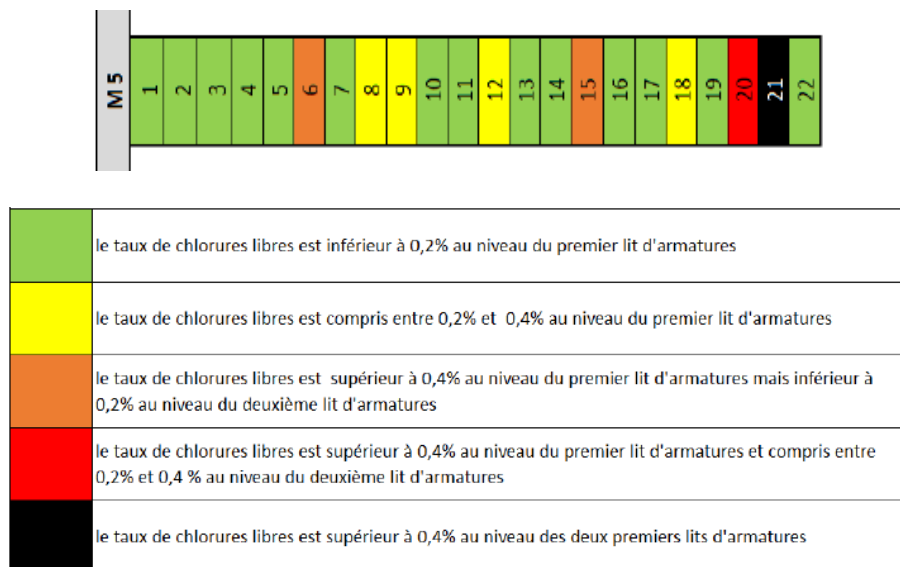 M 5 1 2 3 4 5 6 7 8 9 10 11 12 13 14 15 16 17 18 19 20 21 22
le taux de chlorures libres est inférieur à 0,2% au niveau du premier lit d'armatures
le taux de chlorures libres est compris entre 0,2% et 0,4% au niveau du premier lit d'armatures
le taux de chlorures libres est supérieur à 0,4% au niveau du premier lit d'armatures mais inférieur à
0,2% au niveau du deuxième lit d'armatures
le taux de chlorures libres est supérieur à 0,4% au niveau du premier lit d'armatures et compris entre
0,2% et 0,4 % au niveau du deuxième lit d'armatures
le taux de chlorures libres est supérieur à 0,4% au niveau des deux premiers lits d'armatures